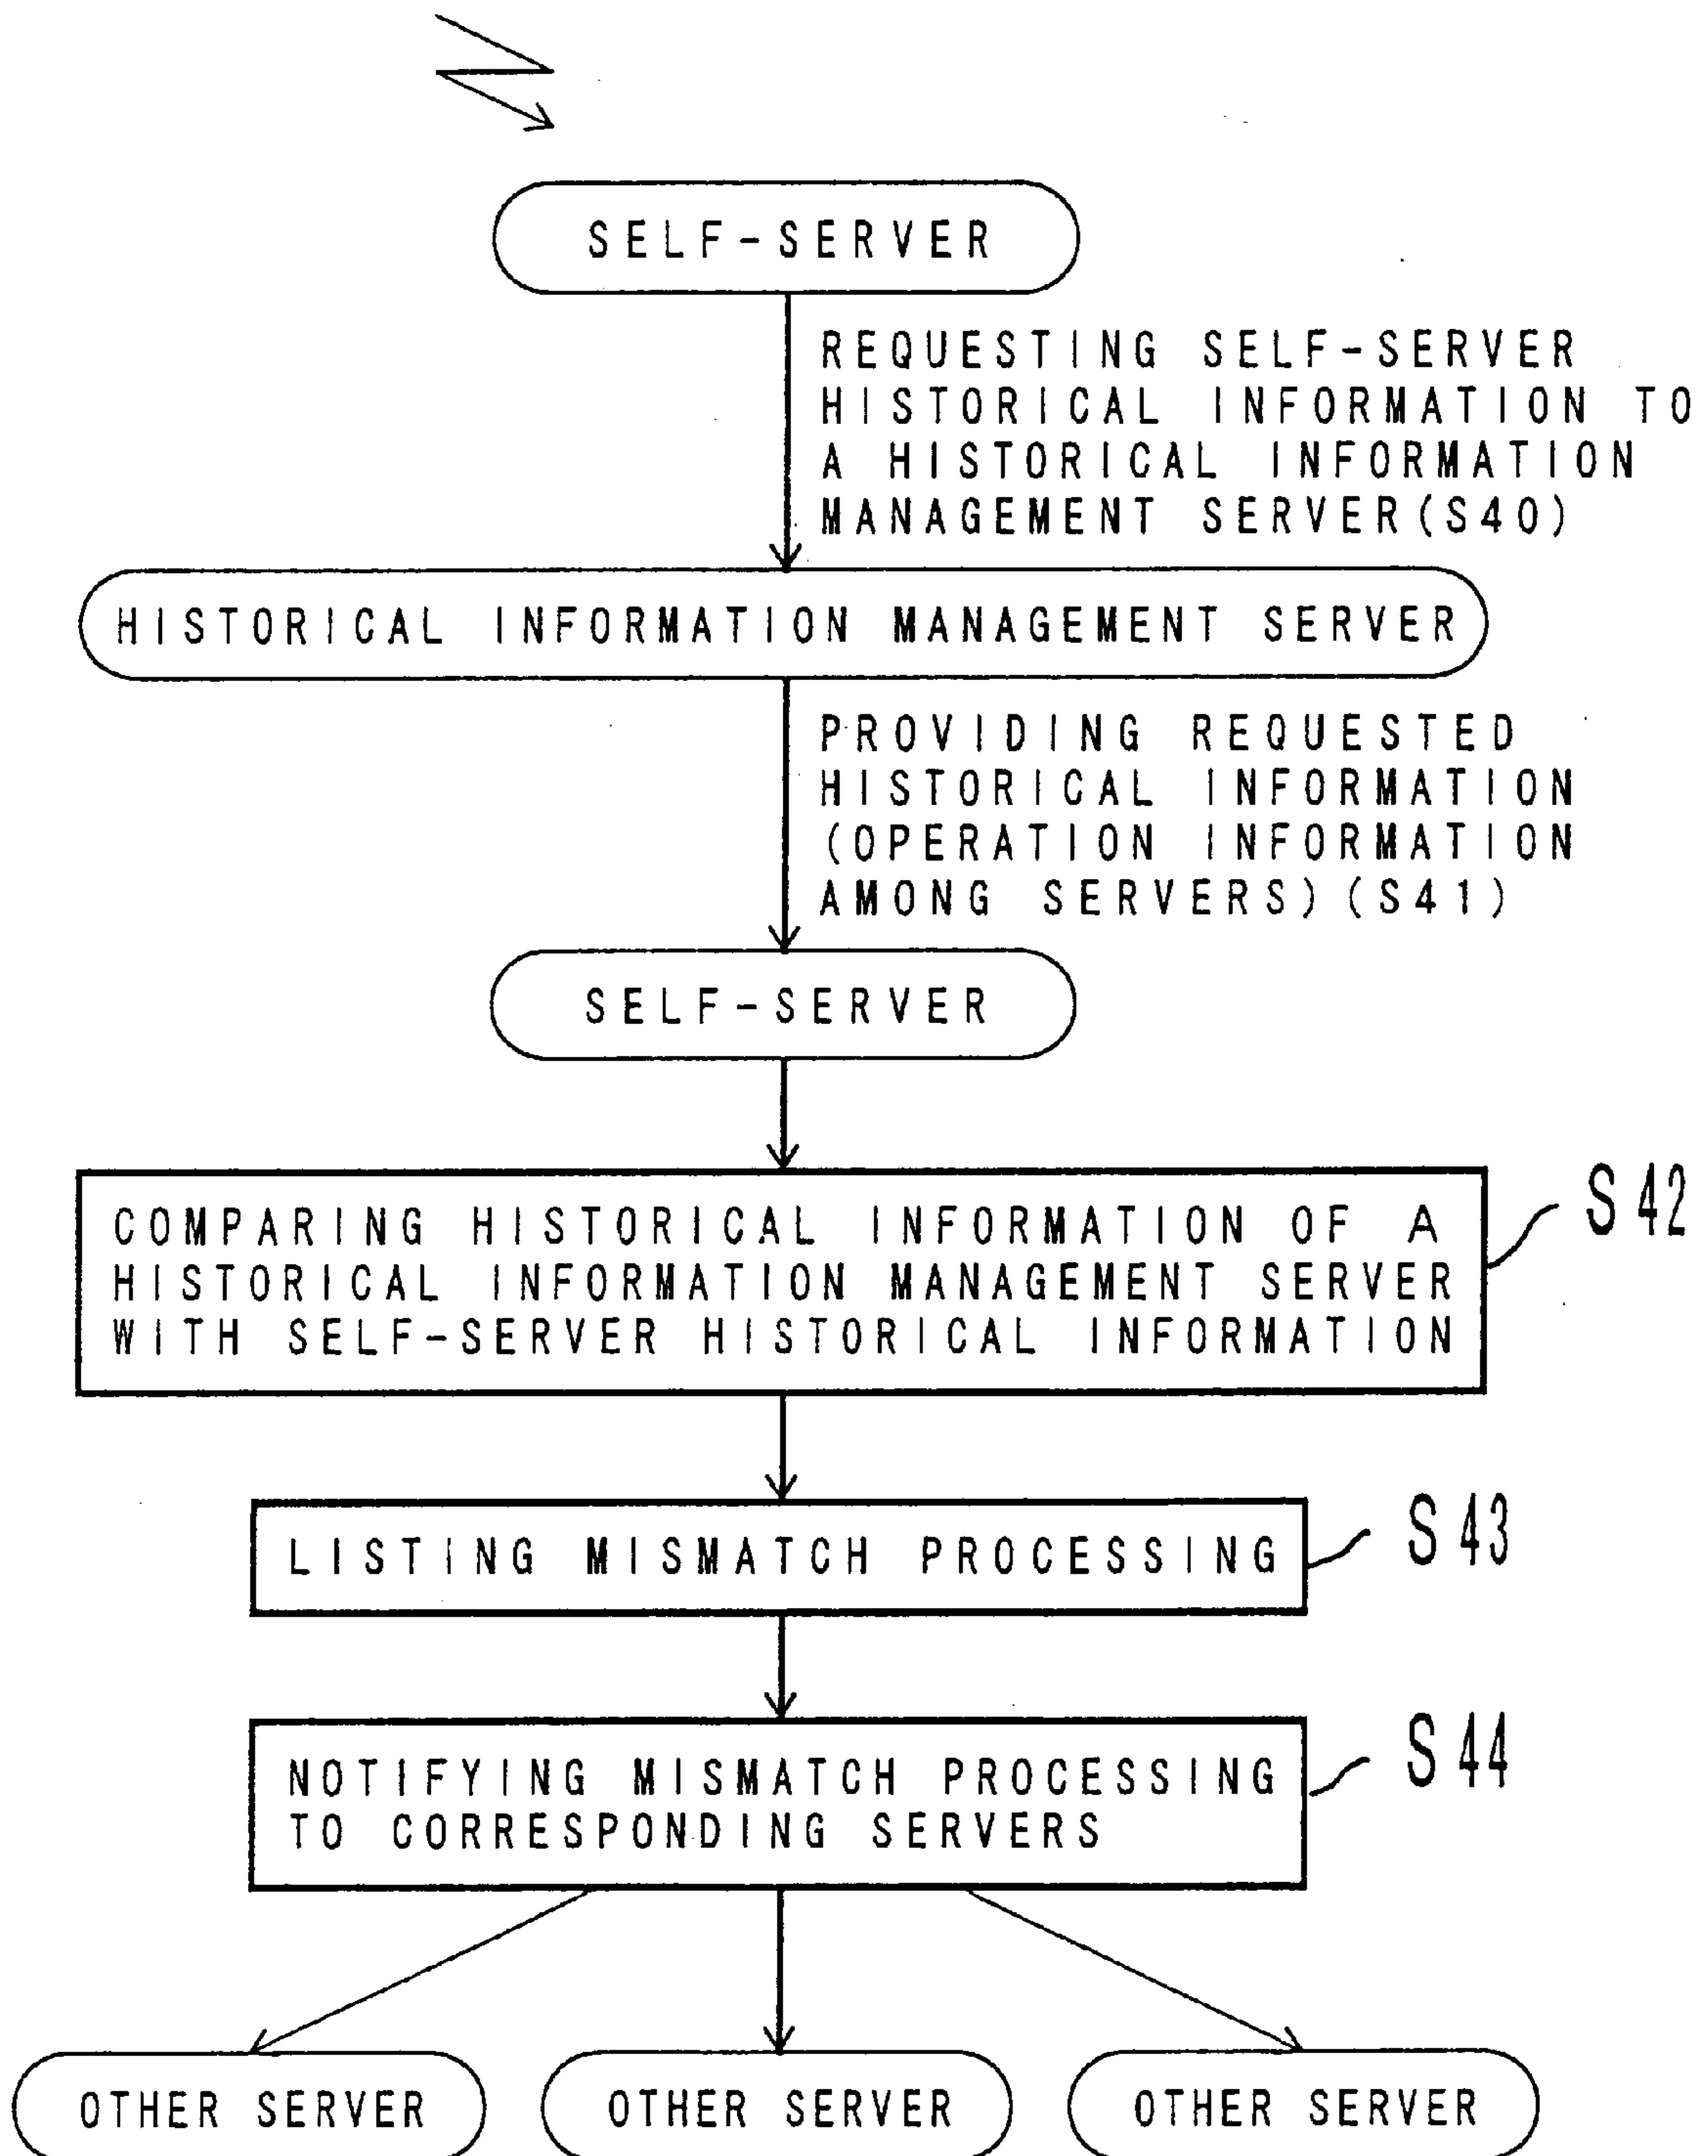 SELF-SERVER
REQUESTING SELF-SERVER
HISTORICAL INFORMATION TO
A HISTORICAL INFORMATION
MANAGEMENT SERVER(S40)
HISTORICAL INFORMATION MANAGEMENT SERVER
PROVIDING REQUESTED
HISTORICAL INFORMATION
(OPERATION INFORMATION
AMONG SERVERS)(S41)
SELF-SERVER
S42
COMPARING HISTORICAL INFORMATION OF A
HISTORICAL INFORMATION MANAGEMENT SERVER
WITH SELF-SERVER HISTORICAL INFORMATION
S43
LISTING MISMATCH PROCESSING
S44
NOTIFYING MISMATCH PROCESSING
TO CORRESPONDING SERVERS
OTHER SERVER
OTHER SERVER
OTHER SERVER